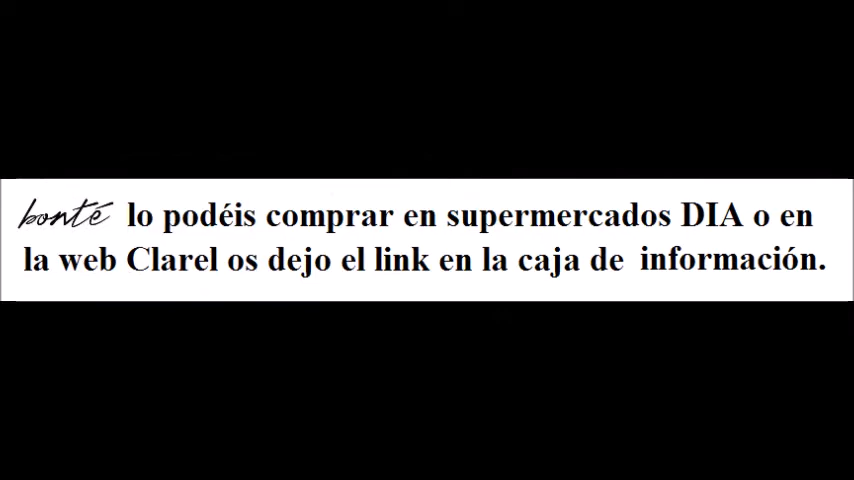 bonté lo podéis comprar en supermercados DIA o en
la web Clarel os dejo el link en la caja de información.